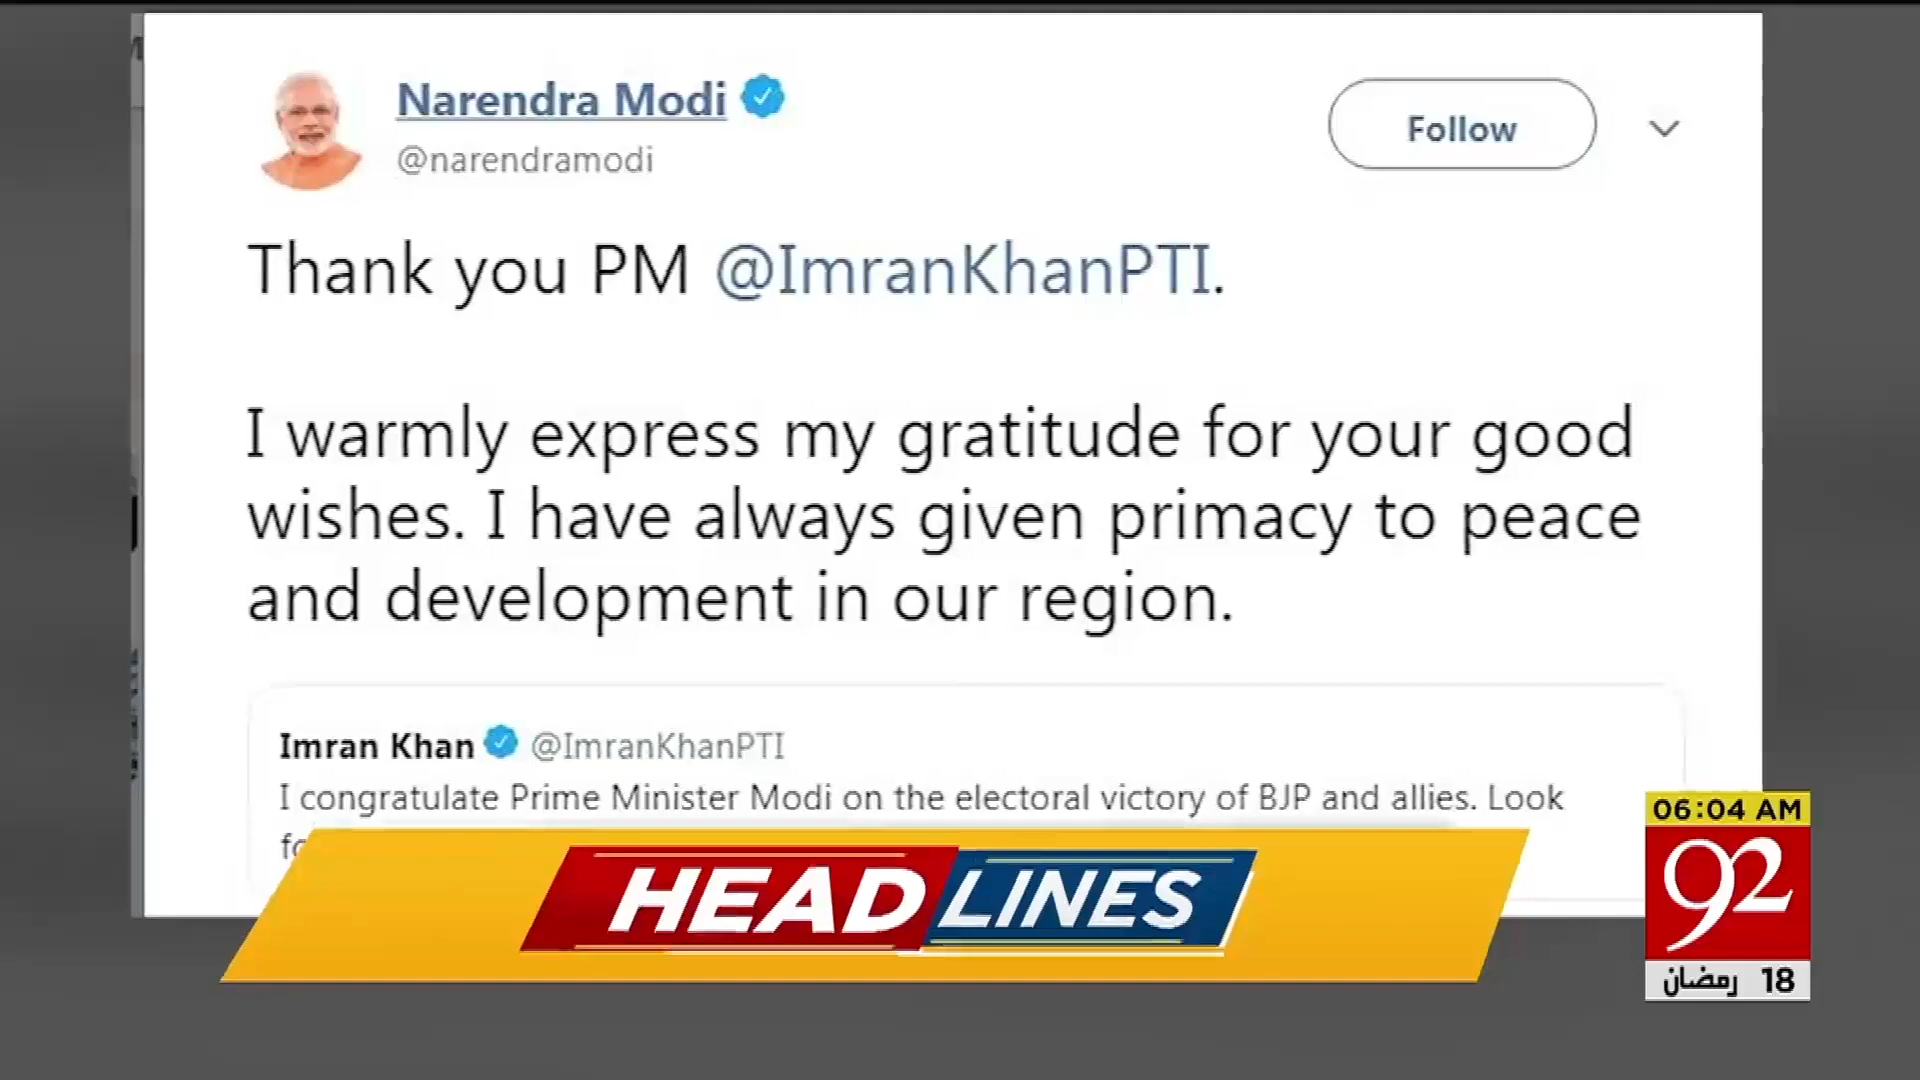 Narendra Modi
@narendramodi
Follow
Thank you PM @ImranKhanPTI.
I warmly express my gratitude for your good
wishes. I have always given primacy to peace
and development in our region.
Imran Khan @ImranKhanPTI
I congratulate Prime Minister Modi on the electoral victory of BJP and allies. Look
HEADLINES
06:04 AM
92
18 رمضان